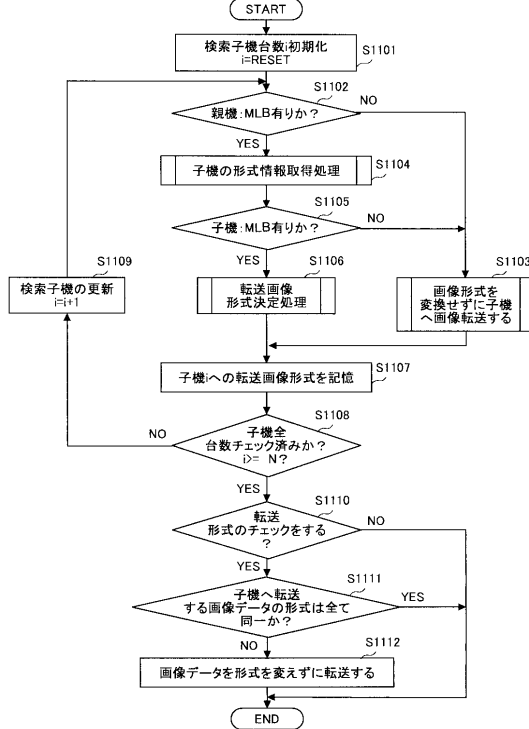 START
検索子機台数i初期化
i=RESET
S1101
S1102
親機:MLB有りか?
NO
YES
子機の形式情報取得処理
S1104
S1105
子機:MLB有りか?
NO
YES
S1109
検索子機の更新
i=i+1
S1106
転送画像
形式決定処理
S1103
画像形式を
変換せずに子機
へ画像転送する
子機iへの転送画像形式を記憶
S1107
S1108
子機全
台数チェック済みか?
i>= N?
NO
YES
S1110
転送
形式のチェックをする
?
NO
YES
S1111
子機へ転送
する画像データの形式は全て
同一か?
YES
NO
S1112
画像データを形式を変えずに転送する
END